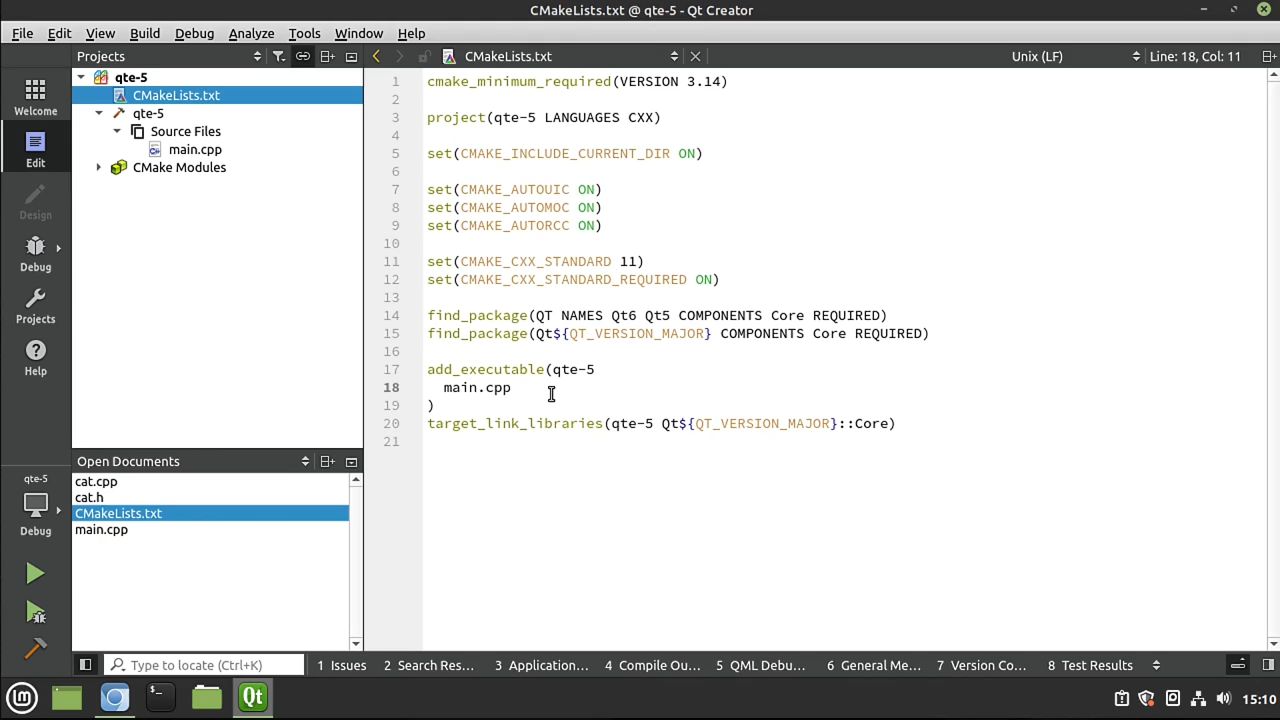 CMakeLists.txt @ qte-5 - Qt Creator
File Edit View Build Debug Analyze Tools Window Help
Projects
CMakeLists.txt
Unix (LF)
Line: 18, Col: 11
Welcome
Edit
Design
Debug
Projects
Help
qte-5
Debug
qte-5
CMakeLists.txt
qte-5
Source Files
main.cpp
CMake Modules
Open Documents
cat.cpp
cat.h
CMakeLists.txt
main.cpp
1 cmake_minimum_required(VERSION 3.14)
2
3 project(qte-5 LANGUAGES CXX)
4
5 set(CMAKE_INCLUDE_CURRENT_DIR ON)
6
7 set(CMAKE_AUTOUIC ON)
8 set(CMAKE_AUTOMOC ON)
9 set(CMAKE_AUTORCC ON)
10
11 set(CMAKE_CXX_STANDARD 11)
12 set(CMAKE_CXX_STANDARD_REQUIRED ON)
13
14 find_package(QT NAMES Qt6 Qt5 COMPONENTS Core REQUIRED)
15 find_package(Qt${QT_VERSION_MAJOR} COMPONENTS Core REQUIRED)
16
17 add_executable(qte-5
18 main.cpp
19 )
20 target_link_libraries(qte-5 Qt${QT_VERSION_MAJOR}::Core)
21
Type to locate (Ctrl+K)
1 Issues
2 Search Res...
3 Application...
4 Compile Ou...
5 QML Debu...
6 General Me...
7 Version Co...
8 Test Results
Qt
15:10